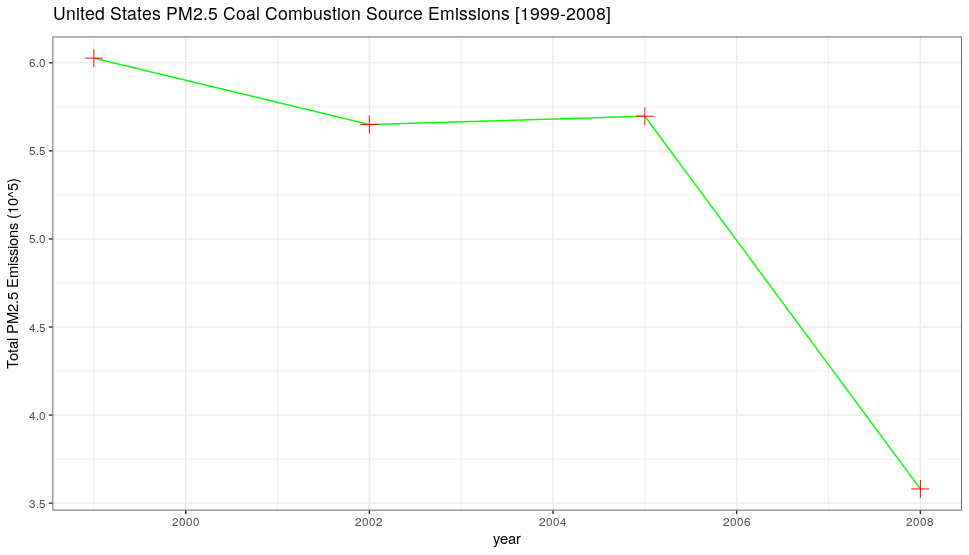 United States PM2.5 Coal Combustion Source Emissions [1999-2008]
Total PM2.5 Emissions (10^5)
6.0
5.5
5.0
4.5
4.0
3.5
2000 2002 2004 2006 2008
year